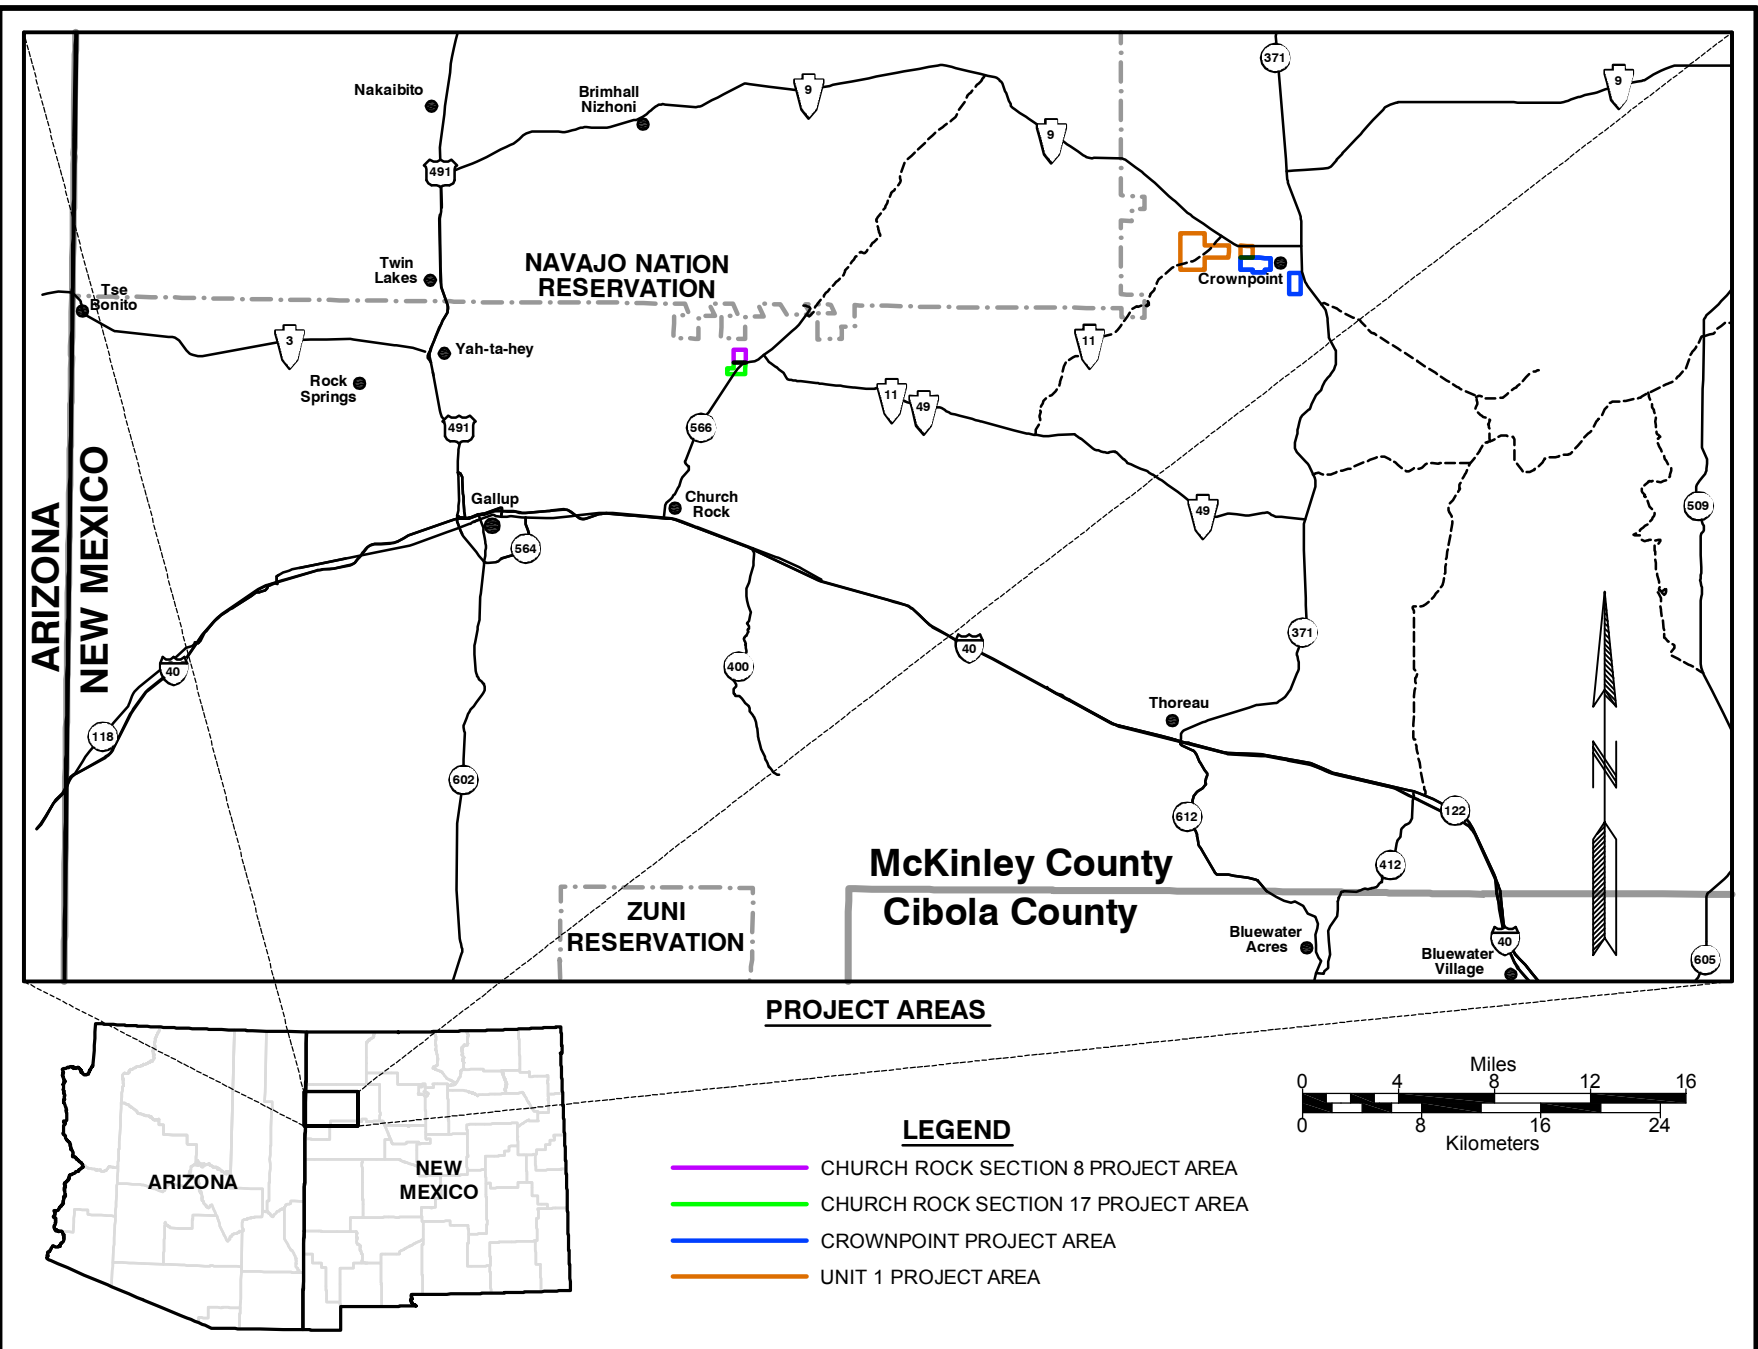 371
9
9
Nakaibito
Brimhall
Nizhoni
9
491
NAVAJO NATION
RESERVATION
Twin
Lakes
Crownpoint
Tse
Bonito
3
Yah-ta-hey
11
Rock
Springs
11
49
566
491
ARIZONA
NEW MEXICO
Gallup
Church
Rock
49
509
564
371
40
400
40
Thoreau
118
602
612
122
412
McKinley County
Cibola County
ZUNI
RESERVATION
Bluewater
Acres
40
Bluewater
Village
605
N
PROJECT AREAS
ARIZONA
NEW
MEXICO
Miles
0 4 8 12 16
0 8 16 24
Kilometers
LEGEND
CHURCH ROCK SECTION 8 PROJECT AREA
CHURCH ROCK SECTION 17 PROJECT AREA
CROWNPOINT PROJECT AREA
UNIT 1 PROJECT AREA